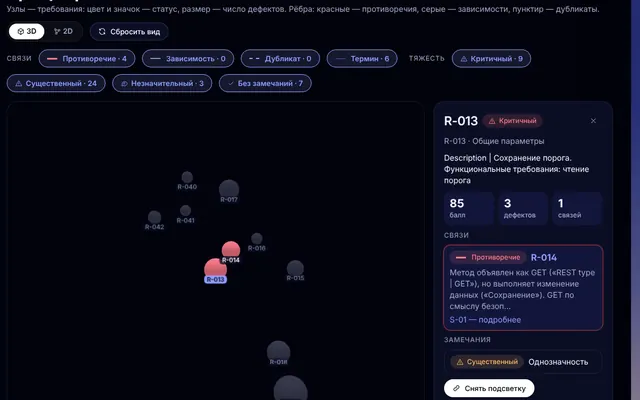 Узлы — требования: цвет и значок — статус, размер — число дефектов. Рёбра: красные — противоречия, серые — зависимости, пунктир — дубликаты.
3D 2D Сбросить вид
СВЯЗИ Противоречие · 4 Зависимость · 0 Дубликат · 0 Термин · 6 ТЯЖЕСТЬ Критичный · 9
Существенный · 24 Незначительный · 3 Без замечаний · 7
R-040
R-017
R-041
R-042
R-016
R-014
R-013
R-015
R-018
R-013 Критичный
R-013 · Общие параметры
Description | Сохранение порога.
Функциональные требования: чтение
порога
85 3 1
балл дефектов связей
СВЯЗИ
Противоречие R-014
Метод объявлен как GET («REST type
| GET»), но выполняет изменение
данных («Сохранение»). GET по
смыслу безоп...
S-01 — подробнее
ЗАМЕЧАНИЯ
Существенный Однозначность
Снять подсветку